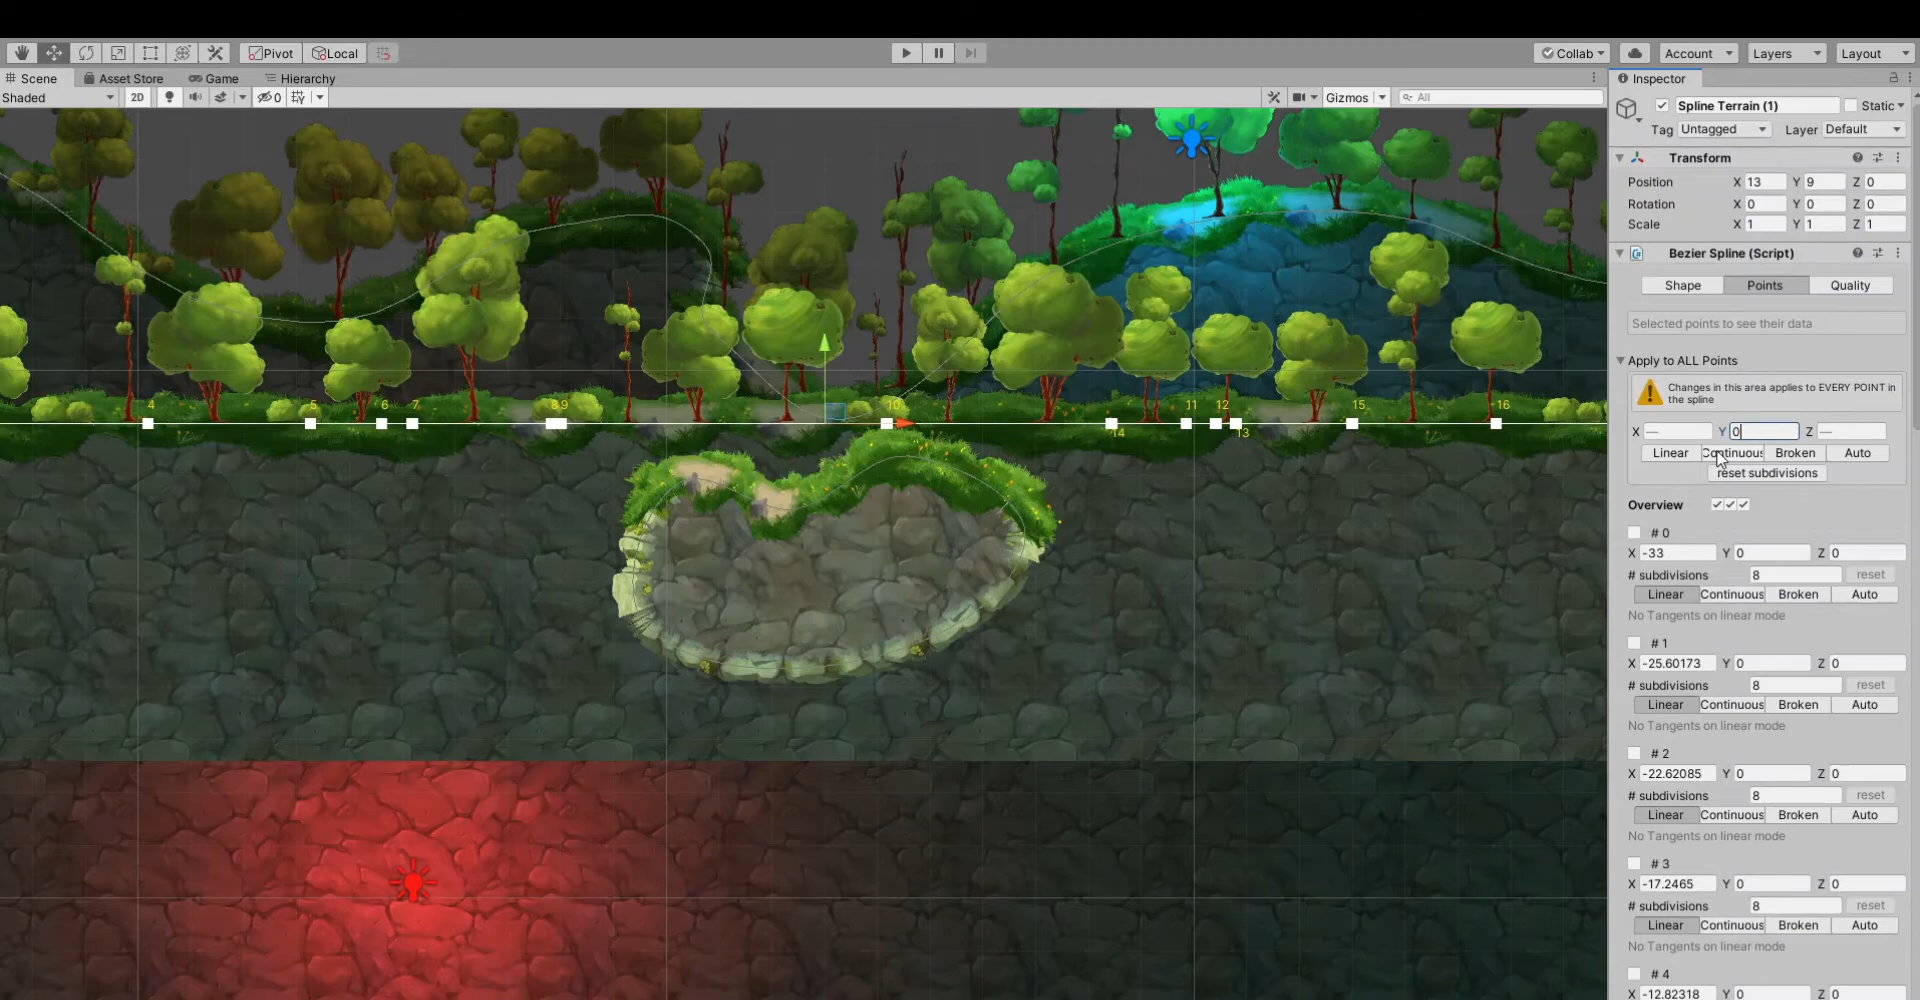 Pivot Local Collab Account Layers Layout
Scene Asset Store Game Hierarchy Inspector
Shaded 2D 0 Gizmos All
Spline Terrain (1) Static
Tag Untagged Layer Default
Transform
Position X 13 Y 9 Z 0
Rotation X 0 Y 0 Z 0
Scale X 1 Y 1 Z 1
Bezier Spline (Script)
Shape Points Quality
Selected points to see their data
Apply to ALL Points
Changes in this area applies to EVERY POINT in
the spline
X — Y 0 Z —
Linear Continuous Broken Auto
reset subdivisions
Overview
# 0
X -33 Y 0 Z 0
# subdivisions 8 reset
Linear Continuous Broken Auto
No Tangents on linear mode
# 1
X -25.60173 Y 0 Z 0
# subdivisions 8 reset
Linear Continuous Broken Auto
No Tangents on linear mode
# 2
X -22.62085 Y 0 Z 0
# subdivisions 8 reset
Linear Continuous Broken Auto
No Tangents on linear mode
# 3
X -17.2465 Y 0 Z 0
# subdivisions 8 reset
Linear Continuous Broken Auto
No Tangents on linear mode
# 4
X -12.82318 Y 0 Z 0
4 5 6 7 8 9 10 11 12 15 16
14 13